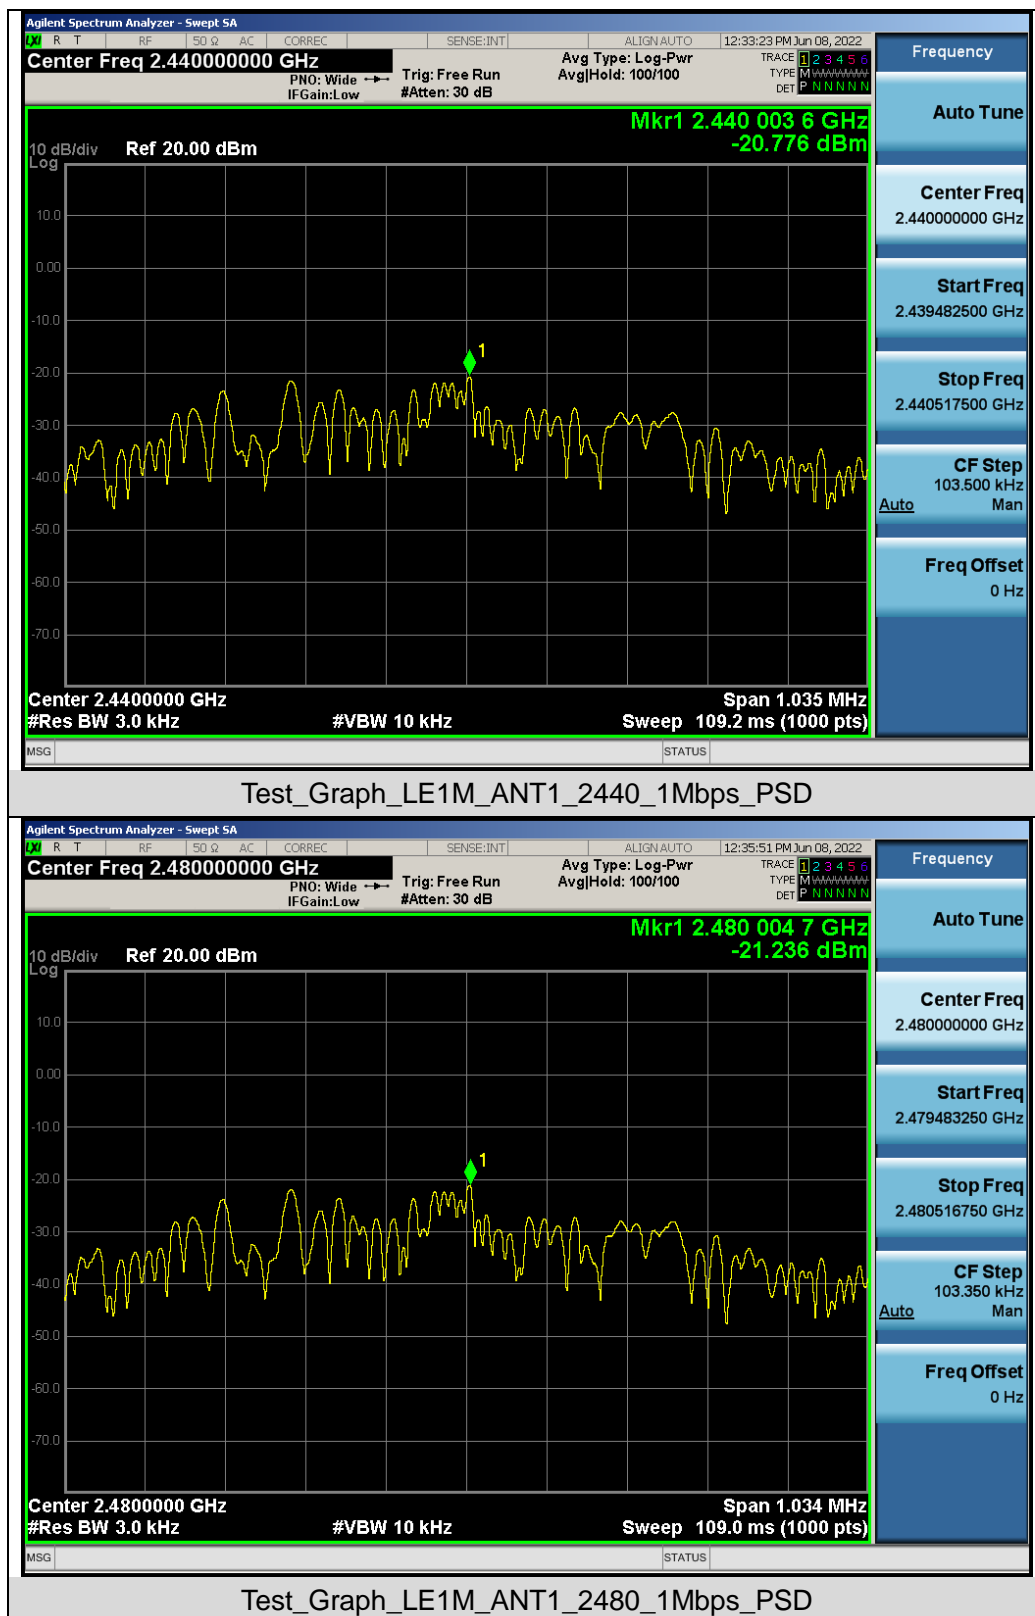 Agilent Spectrum Analyzer - Swept SA
LXI R T RF 50 Ω AC CORREC SENSE:INT ALIGN AUTO 12:33:23 PM Jun 08, 2022
Center Freq 2.440000000 GHz
PNO: Wide
IFGain:Low
Trig: Free Run
#Atten: 30 dB
Avg Type: Log-Pwr
Avg|Hold: 100/100
TRACE 1 2 3 4 5 6
TYPE M WWWWW
DET P N N N N N
Frequency
Mkr1 2.440 003 6 GHz
-20.776 dBm
10 dB/div Ref 20.00 dBm
Log
10.0
0.00
-10.0
-20.0
-30.0
-40.0
-50.0
-60.0
-70.0
1
Center 2.4400000 GHz Span 1.035 MHz
#Res BW 3.0 kHz #VBW 10 kHz Sweep 109.2 ms (1000 pts)
MSG STATUS
Auto Tune
Center Freq
2.440000000 GHz
Start Freq
2.439482500 GHz
Stop Freq
2.440517500 GHz
CF Step
103.500 kHz
Auto Man
Freq Offset
0 Hz
Test_Graph_LE1M_ANT1_2440_1Mbps_PSD
Agilent Spectrum Analyzer - Swept SA
LXI R T RF 50 Ω AC CORREC SENSE:INT ALIGN AUTO 12:35:51 PM Jun 08, 2022
Center Freq 2.480000000 GHz
PNO: Wide
IFGain:Low
Trig: Free Run
#Atten: 30 dB
Avg Type: Log-Pwr
Avg|Hold: 100/100
TRACE 1 2 3 4 5 6
TYPE M WWWWW
DET P N N N N N
Frequency
Mkr1 2.480 004 7 GHz
-21.236 dBm
10 dB/div Ref 20.00 dBm
Log
10.0
0.00
-10.0
-20.0
-30.0
-40.0
-50.0
-60.0
-70.0
1
Center 2.4800000 GHz Span 1.034 MHz
#Res BW 3.0 kHz #VBW 10 kHz Sweep 109.0 ms (1000 pts)
MSG STATUS
Auto Tune
Center Freq
2.480000000 GHz
Start Freq
2.479483250 GHz
Stop Freq
2.480516750 GHz
CF Step
103.350 kHz
Auto Man
Freq Offset
0 Hz
Test_Graph_LE1M_ANT1_2480_1Mbps_PSD